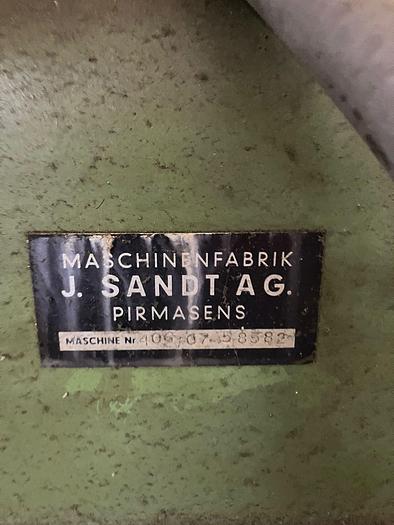 MASCHINENFABRIK
J. SANDT AG.
PIRMASENS
MASCHINE Nr.